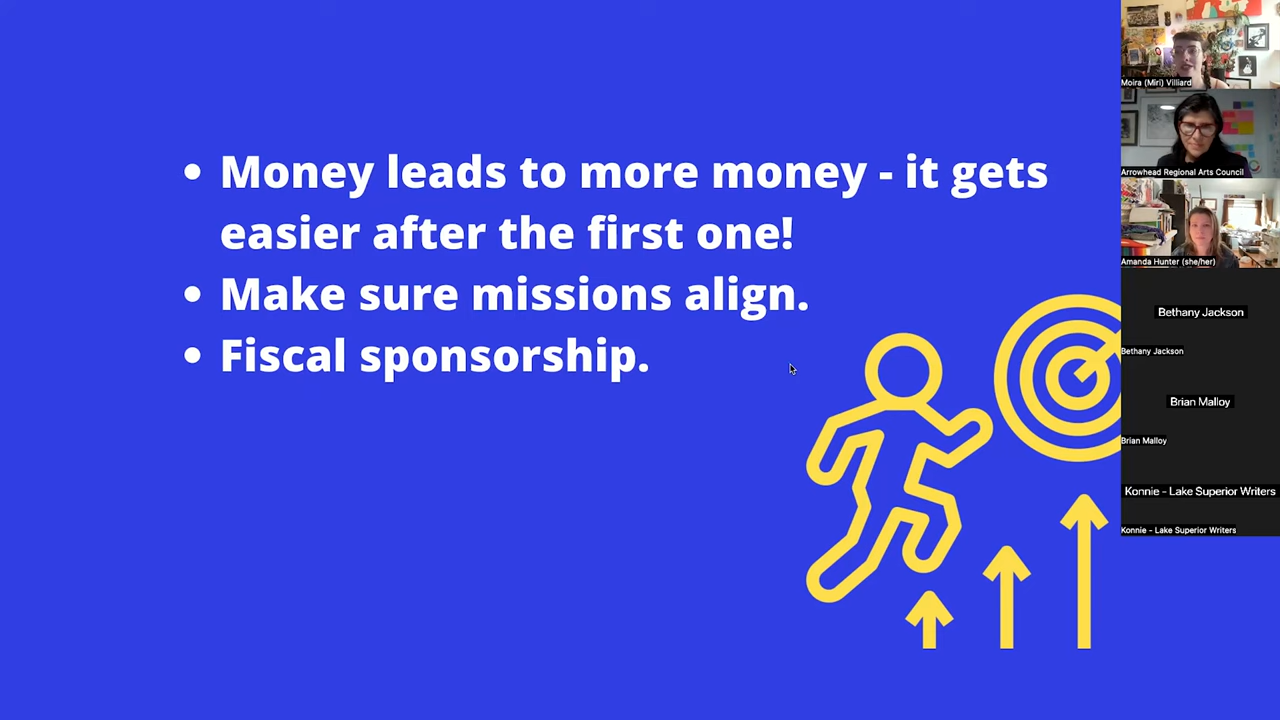 • Money leads to more money - it gets
easier after the first one!
• Make sure missions align.
• Fiscal sponsorship.
Moira (Miri) Villiard
Arrowhead Regional Arts Council
Amanda Hunter (she/her)
Bethany Jackson
Bethany Jackson
Brian Malloy
Brian Malloy
Konnie - Lake Superior Writers
Konnie - Lake Superior Writers